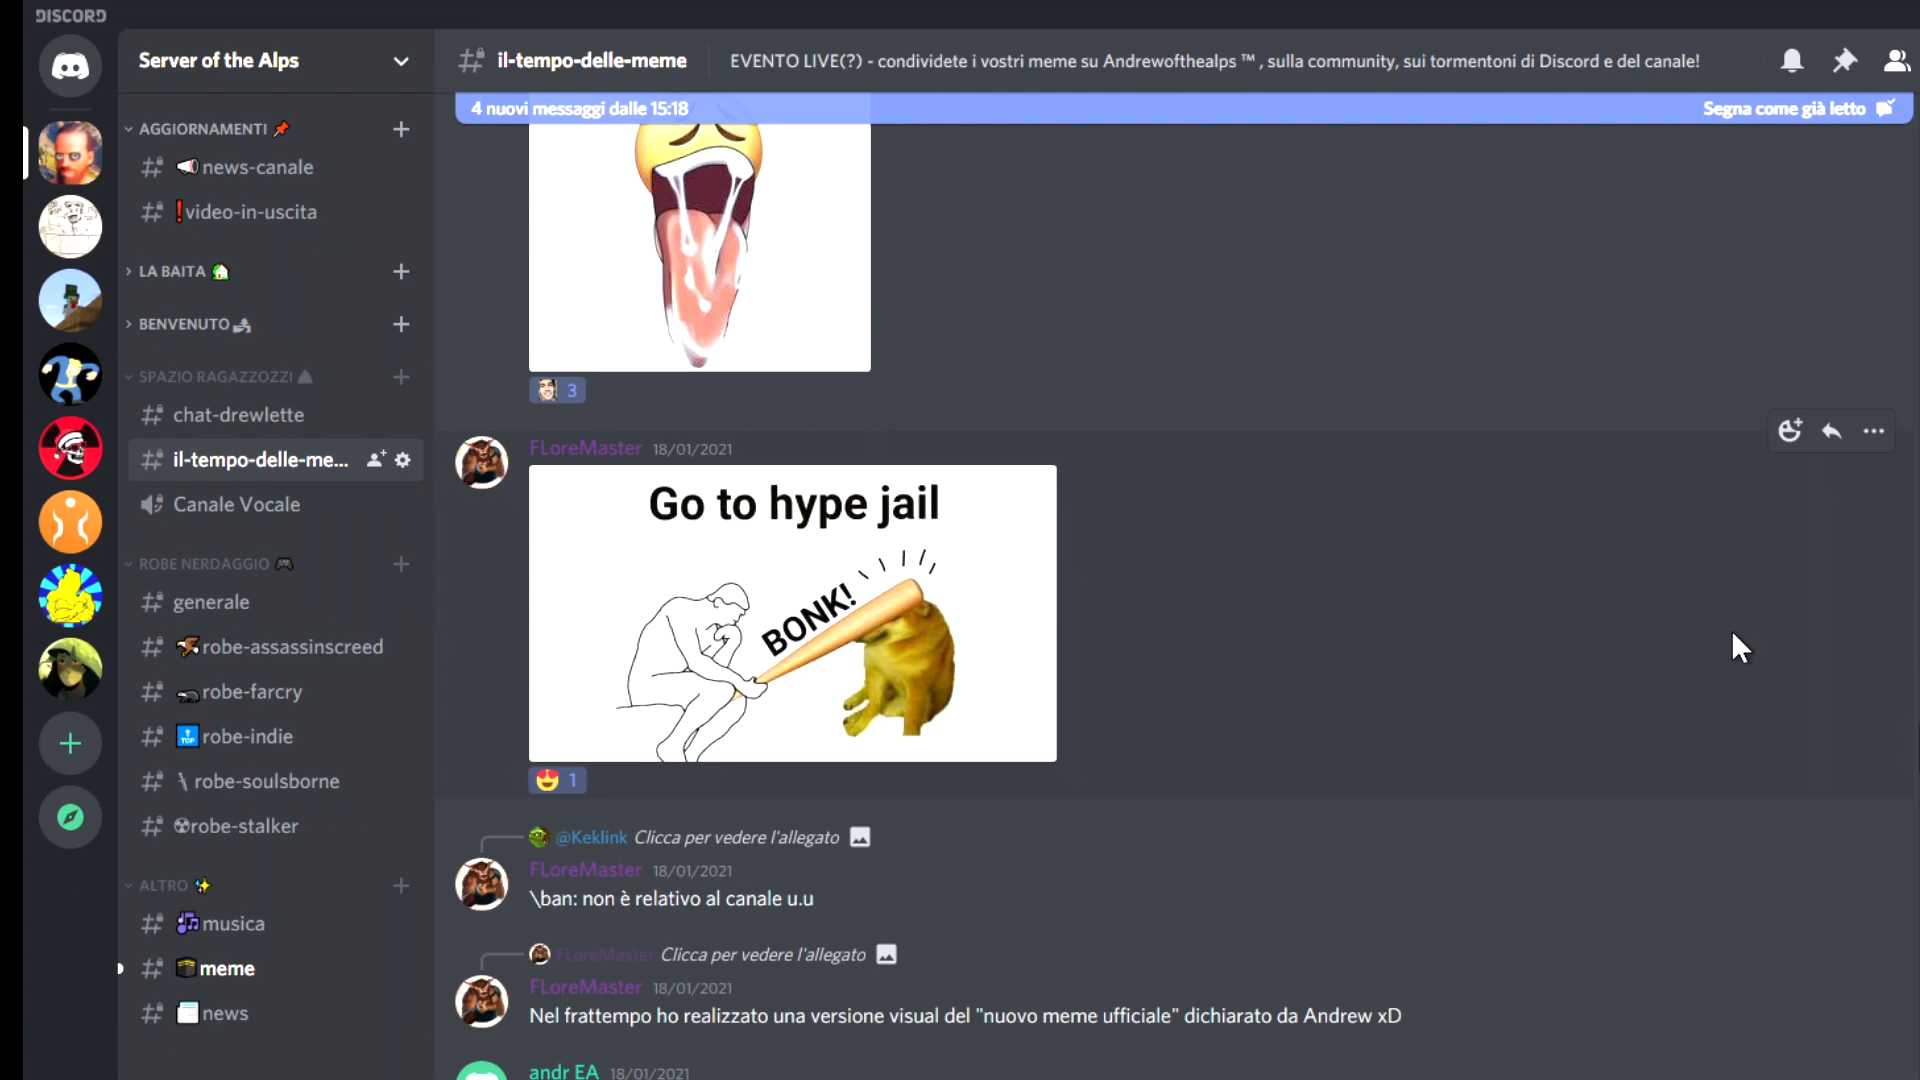 DISCORD
Server of the Alps
AGGIORNAMENTI
news-canale
video-in-uscita
LA BAITA
BENVENUTO
SPAZIO RAGAZZOZZI
chat-drewlette
il-tempo-delle-me...
Canale Vocale
ROBE NERDAGGIO
generale
robe-assassinscreed
robe-farcry
TOP robe-indie
robe-soulsborne
robe-stalker
ALTRO
musica
meme
news
il-tempo-delle-meme
EVENTO LIVE(?) - condividete i vostri meme su Andrewofthealps ™ , sulla community, sui tormentoni di Discord e del canale!
4 nuovi messaggi dalle 15:18
Segna come già letto
3
FLoreMaster 18/01/2021
Go to hype jail
BONK!
1
@Keklink Clicca per vedere l'allegato
FLoreMaster 18/01/2021
\ban: non è relativo al canale u.u
FLoreMaster Clicca per vedere l'allegato
FLoreMaster 18/01/2021
Nel frattempo ho realizzato una versione visual del "nuovo meme ufficiale" dichiarato da Andrew xD
andr EA 18/01/2021